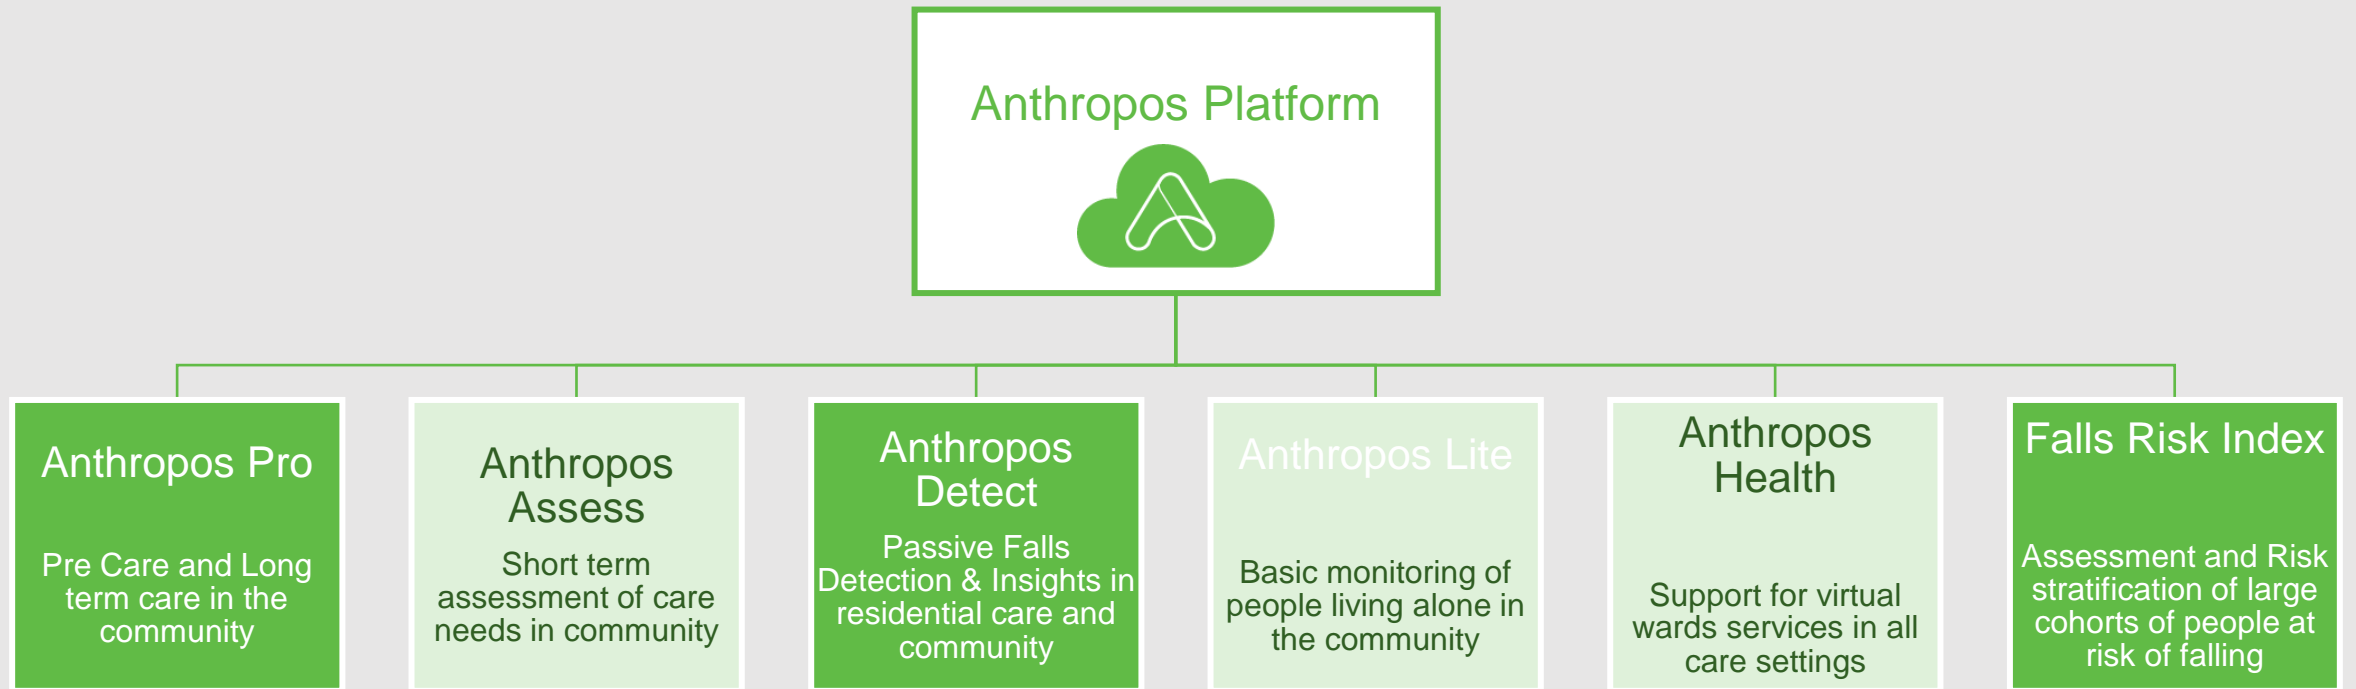 Anthropos Platform
Anthropos Pro
Pre Care and Long
term care in the
community
Anthropos
Assess
Short term
assessment of care
needs in community
Anthropos
Detect
Passive Falls
Detection & Insights in
residential care and
community
Anthropos Lite
Basic monitoring of
people living alone in
the community
Anthropos
Health
Support for virtual
wards services in all
care settings
Falls Risk Index
Assessment and Risk
stratification of large
cohorts of people at
risk of falling